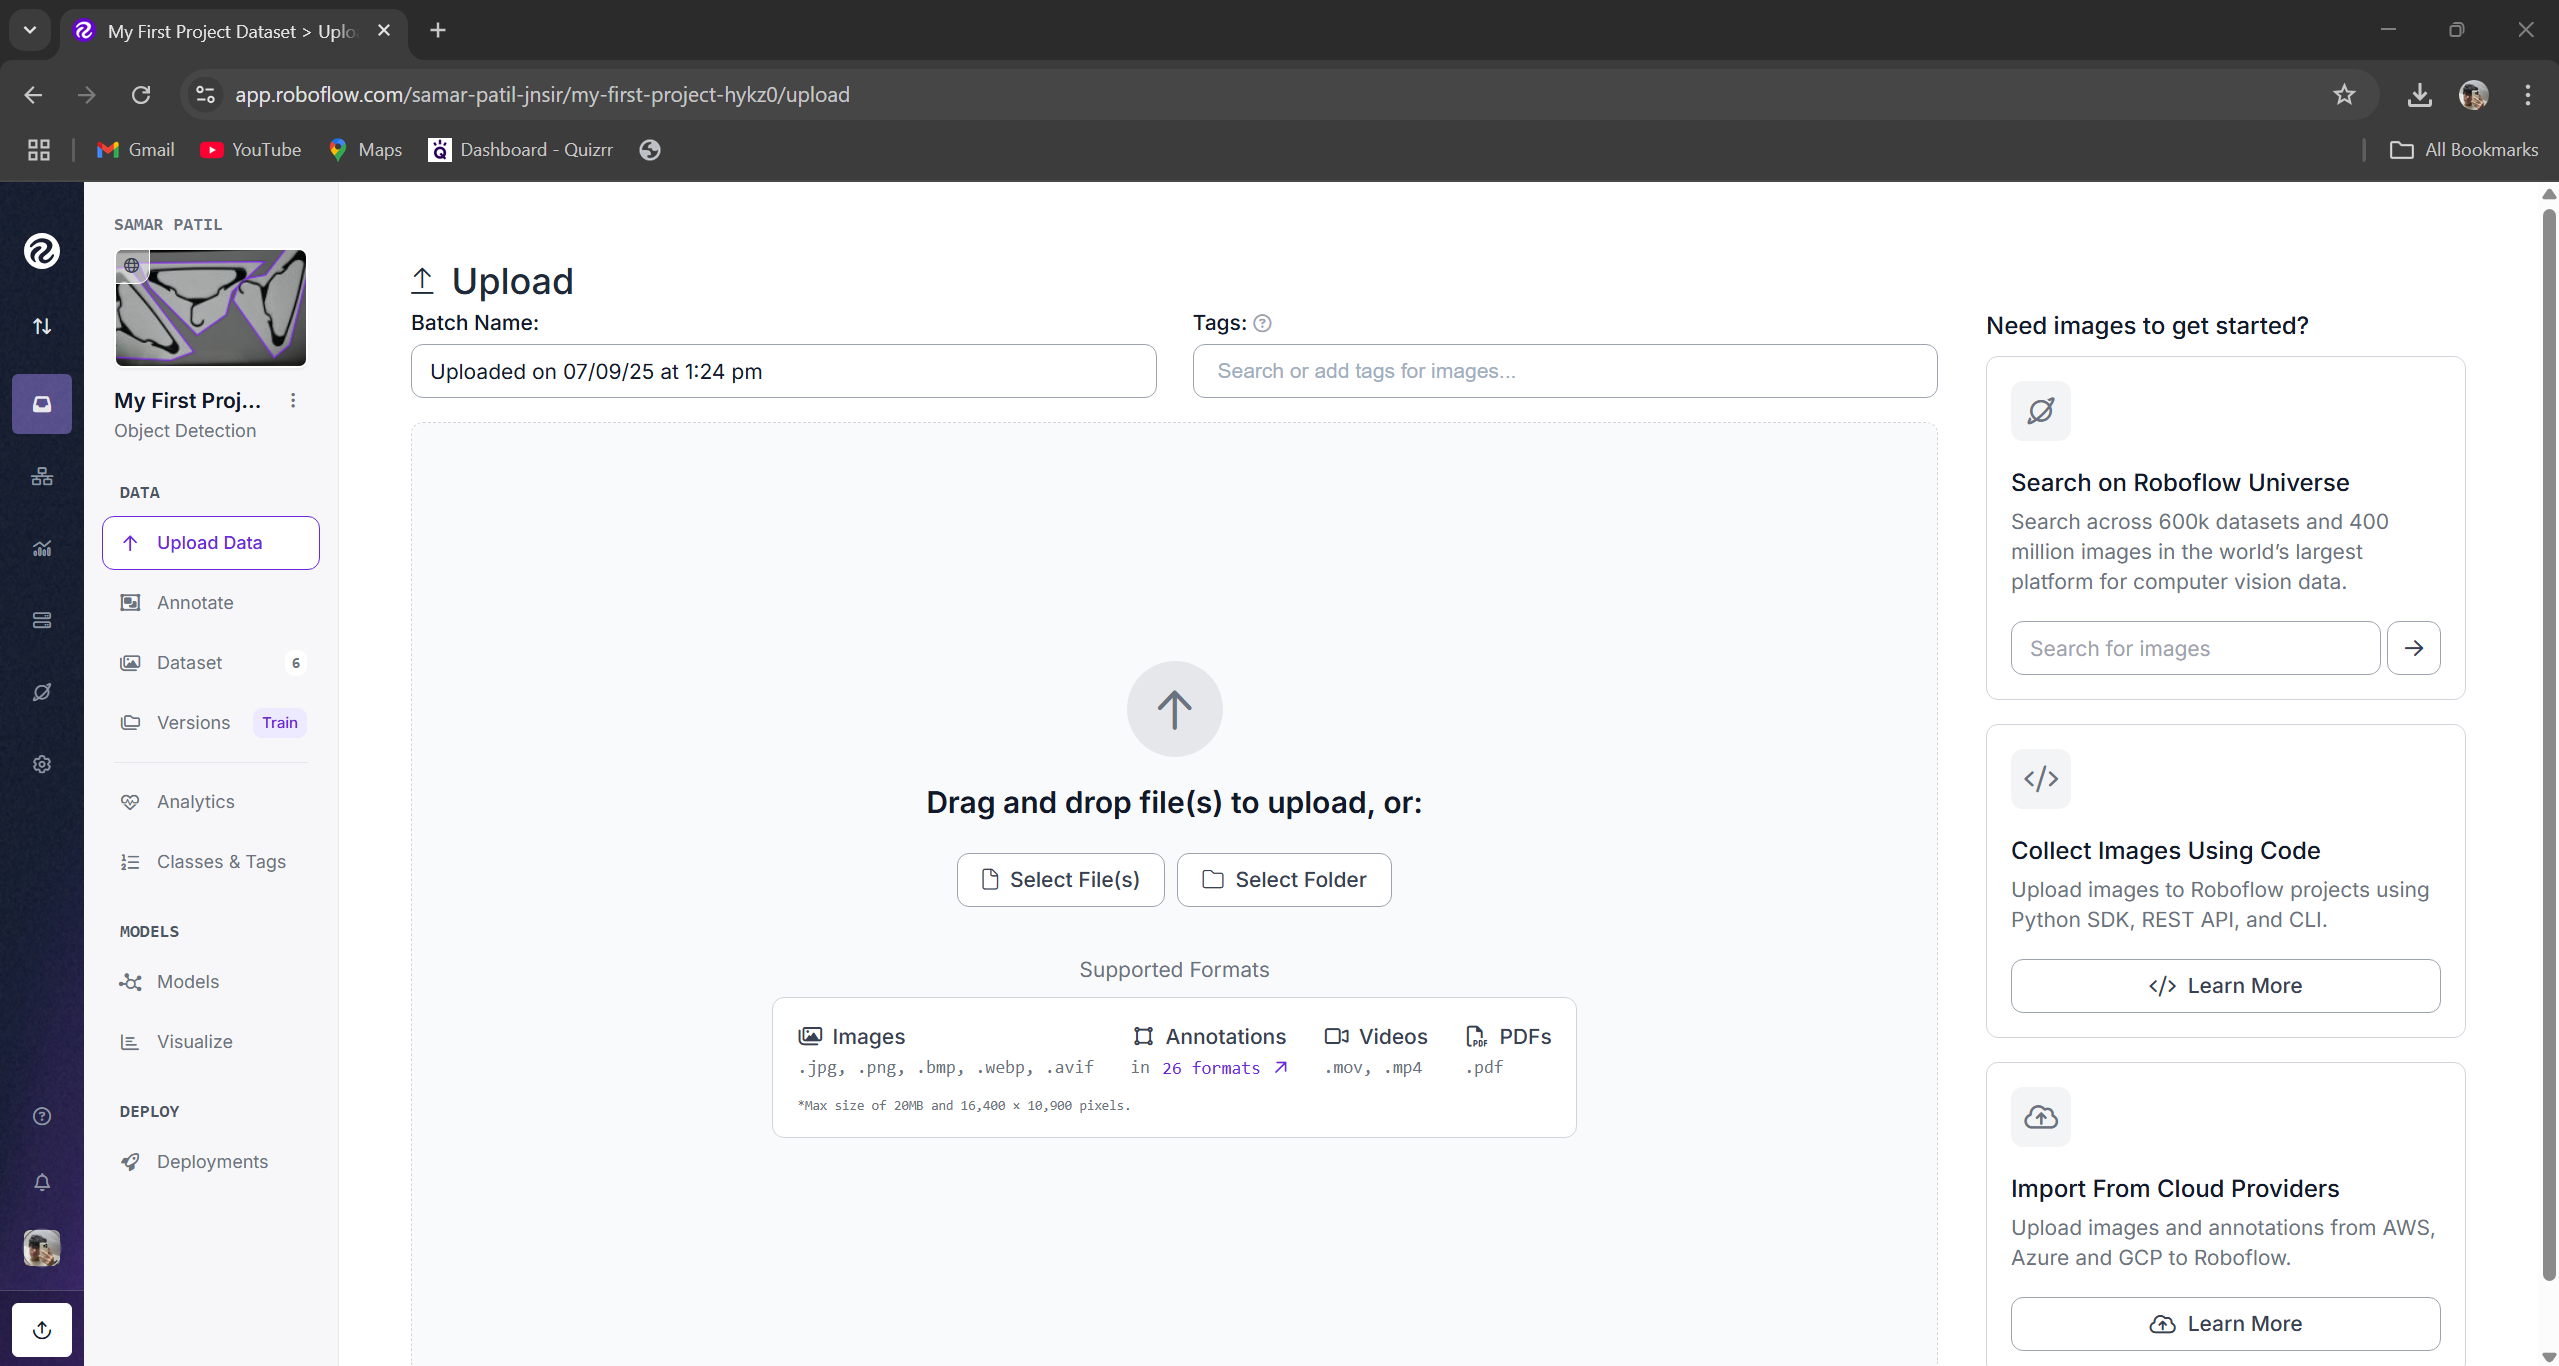 My First Project Dataset > Uplo
app.roboflow.com/samar-patil-jnsir/my-first-project-hykz0/upload
Gmail
YouTube
Maps
Dashboard - Quizrr
All Bookmarks
SAMAR PATIL
My First Proj...
Object Detection
DATA
Upload Data
Annotate
Dataset 6
Versions Train
Analytics
Classes & Tags
MODELS
Models
Visualize
DEPLOY
Deployments
Upload
Batch Name:
Uploaded on 07/09/25 at 1:24 pm
Tags:
Search or add tags for images...
Drag and drop file(s) to upload, or:
Select File(s)
Select Folder
Supported Formats
Images
.jpg, .png, .bmp, .webp, .avif
Annotations
in 26 formats
Videos
.mov, .mp4
PDFs
.pdf
*Max size of 20MB and 16,400 × 10,900 pixels.
Need images to get started?
Search on Roboflow Universe
Search across 600k datasets and 400
million images in the world's largest
platform for computer vision data.
Search for images
Collect Images Using Code
Upload images to Roboflow projects using
Python SDK, REST API, and CLI.
</> Learn More
Import From Cloud Providers
Upload images and annotations from AWS,
Azure and GCP to Roboflow.
Learn More